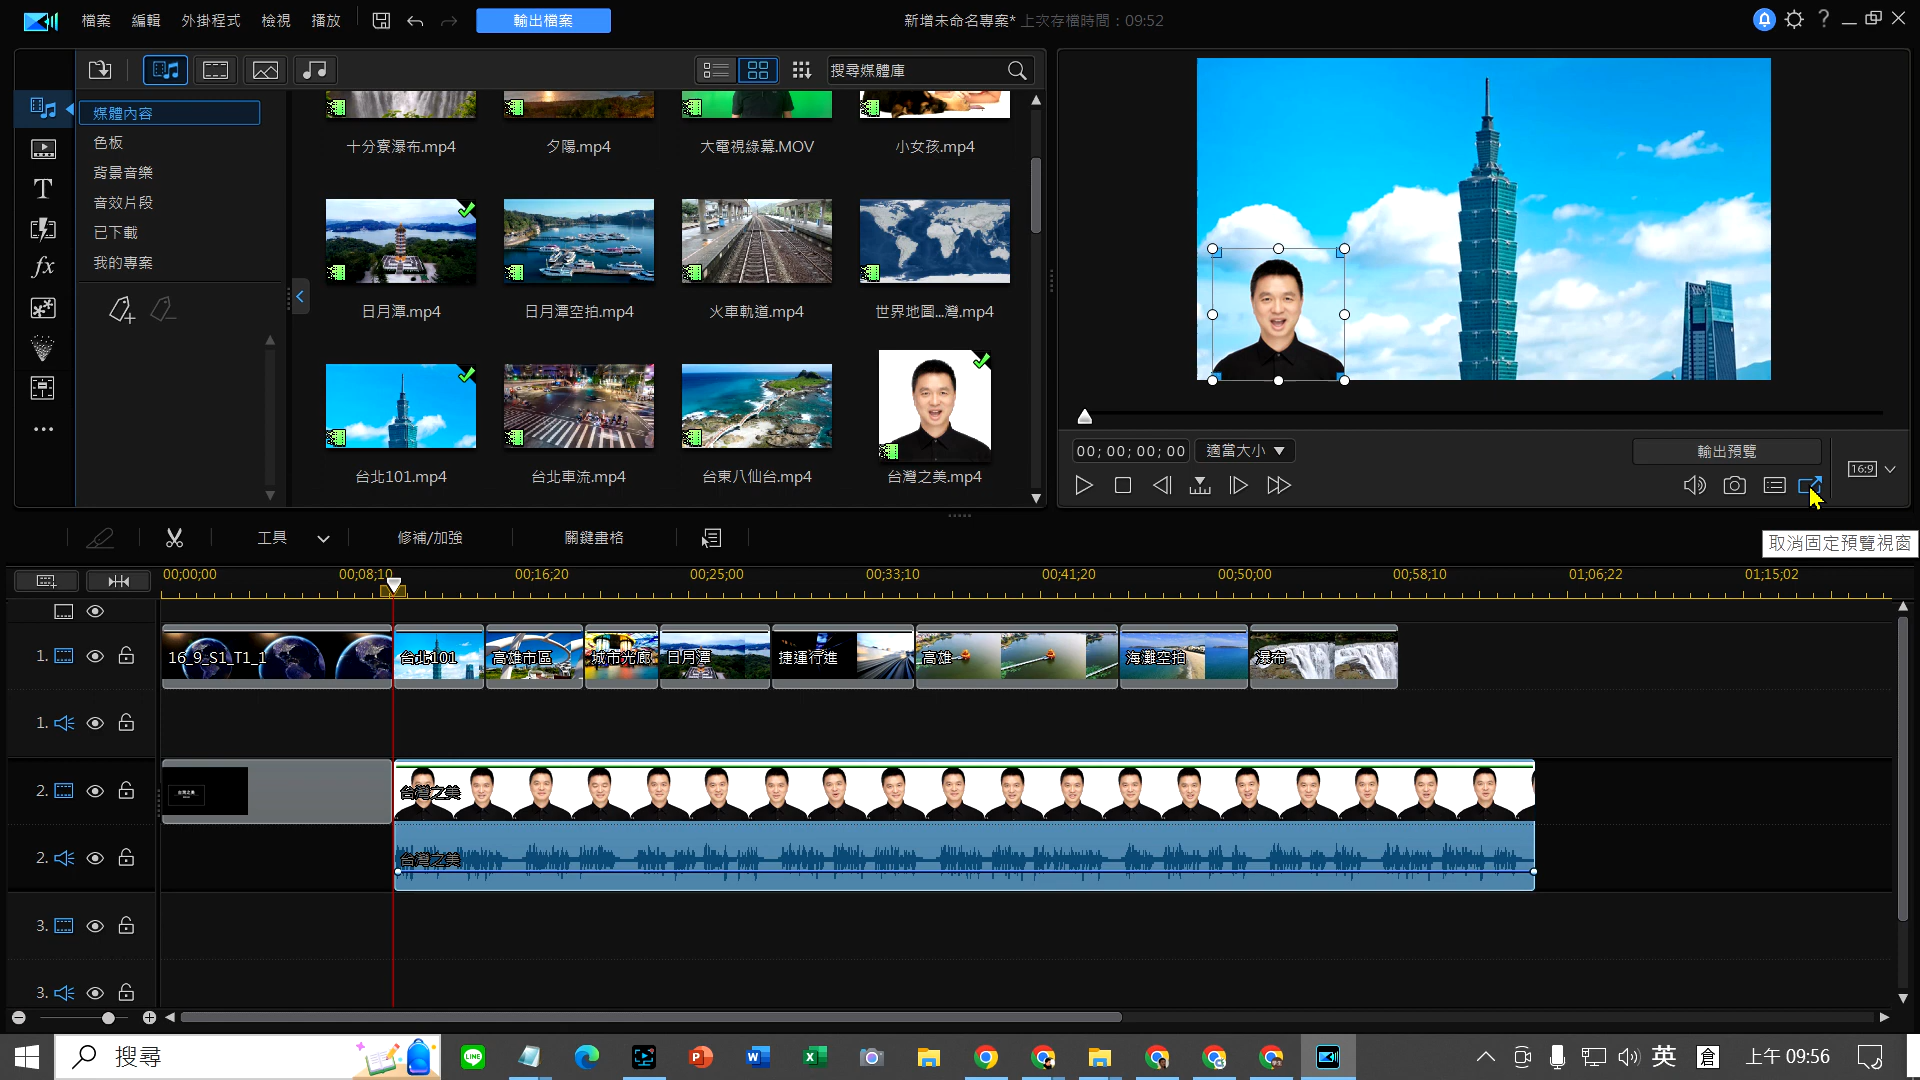 檔案 編輯 外掛程式 檢視 播放 輸出檔案 新增未命名專案* 上次存檔時間：09:52
搜尋媒體庫
媒體內容
色板
背景音樂
音效片段
已下載
我的專案
十分寮瀑布.mp4 夕陽.mp4 大電視綠幕.MOV 小女孩.mp4
日月潭.mp4 日月潭空拍.mp4 火車軌道.mp4 世界地圖...灣.mp4
台北101.mp4 台北車流.mp4 台東八仙台.mp4 台灣之美.mp4
00; 00; 00; 00 適當大小 輸出預覽
16:9
取消固定預覽視窗
工具 修補/加強 關鍵畫格
00;00;00 00;08;10 00;16;20 00;25;00 00;33;10 00;41;20 00;50;00 00;58;10 01;06;22 01;15;02
1. 16_9_S1_T1_1 台北101 高雄市區 城市光廊 日月潭 捷運行進 高雄 海灘空拍 瀑布
1.
2. 台灣之美 台灣之美
2. 台灣之美
3.
3.
搜尋 LINE 英 倉 上午 09:56